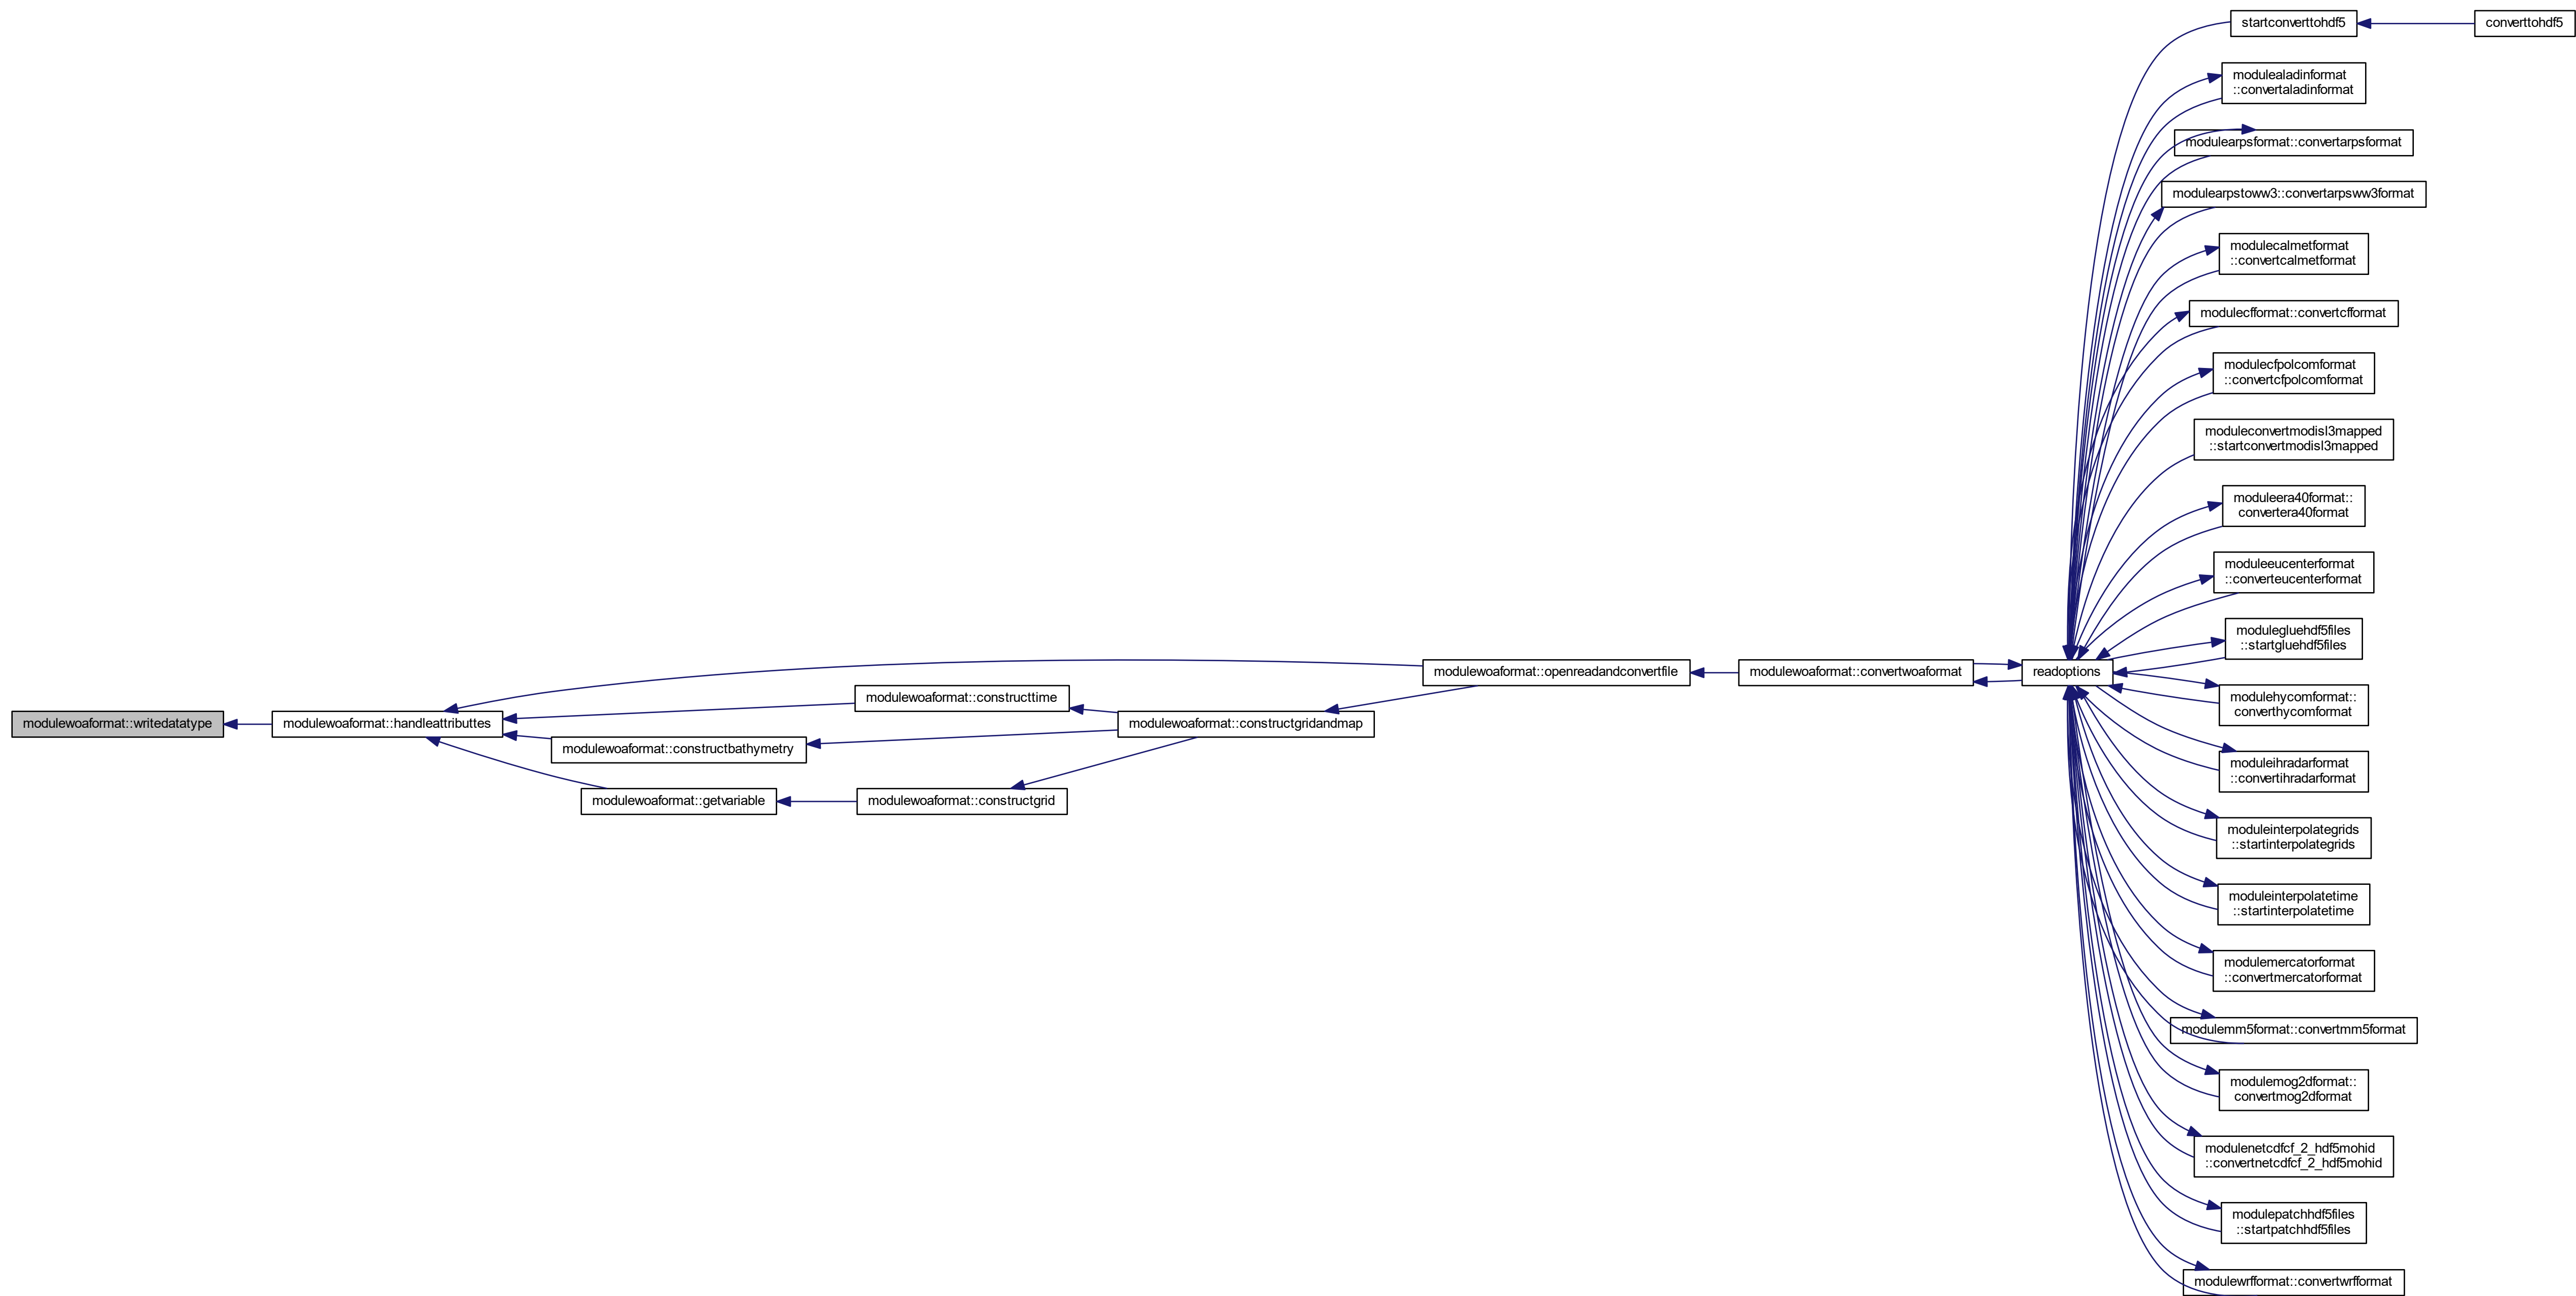 startconverttohdf5
converttohdf5
modulealadinformat
::convertaladinformat
modulearpsformat::convertarpsformat
modulearpstoww3::convertarpsww3format
modulecalmetformat
::convertcalmetformat
modulecfformat::convertcfformat
modulecfpolcomformat
::convertcfpolcomformat
moduleconvertmodisl3mapped
::startconvertmodisl3mapped
moduleera40format::
convertera40format
moduleeucenterformat
::converteucenterformat
modulegluehdf5files
::startgluehdf5files
modulewoaformat::openreadandconvertfile
modulewoaformat::convertwoaformat
readoptions
modulewoaformat::constructtime
modulehycomformat::
converthycomformat
modulewoaformat::writedatatype
modulewoaformat::handleattributtes
modulewoaformat::constructgridandmap
modulewoaformat::constructbathymetry
moduleihradarformat
::convertihradarformat
modulewoaformat::getvariable
modulewoaformat::constructgrid
moduleinterpolategrids
::startinterpolategrids
moduleinterpolatetime
::startinterpolatetime
modulemercatorformat
::convertmercatorformat
modulemm5format::convertmm5format
modulemog2dformat::
convertmog2dformat
modulenetcdfcf_2_hdf5mohid
::convertnetcdfcf_2_hdf5mohid
modulepatchhdf5files
::startpatchhdf5files
modulewrfformat::convertwrfformat